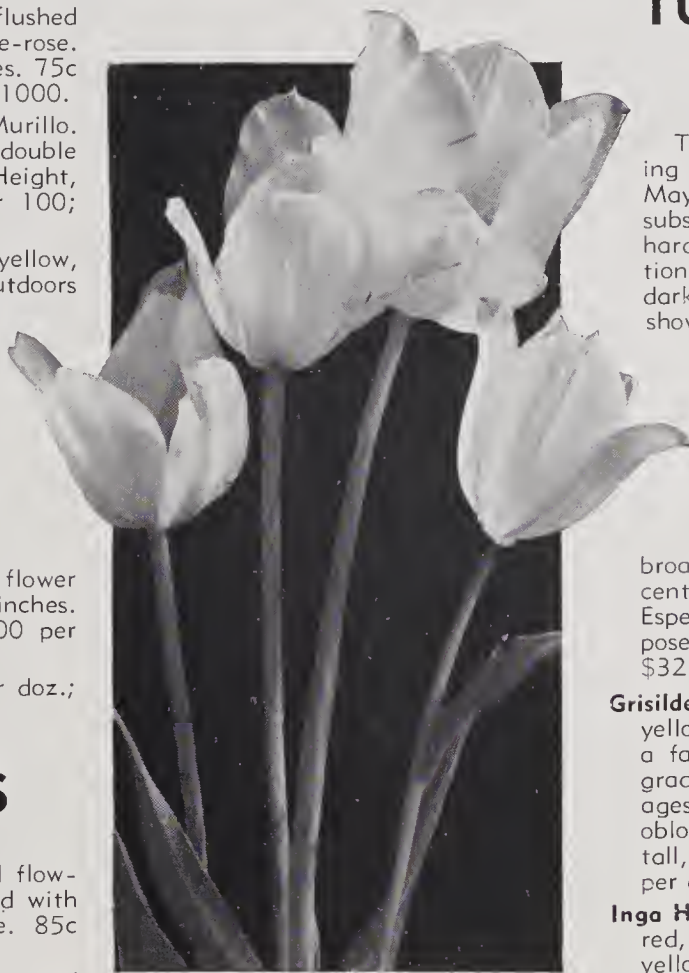 flushed
e-rose.
es. 75c
1000.
Murillo.
double
Height,
100;
yellow,
utdoors
flower
inches.
00 per
doz.;
s
flow-
d with
e. 85c
T
ing
May
subs
hard
tion
dark
show
broa
cent
Espe
pose
$32
Grisilde
yello
a fa
grac
ages
oblo
tall,
per
Inga H
red,
yellow